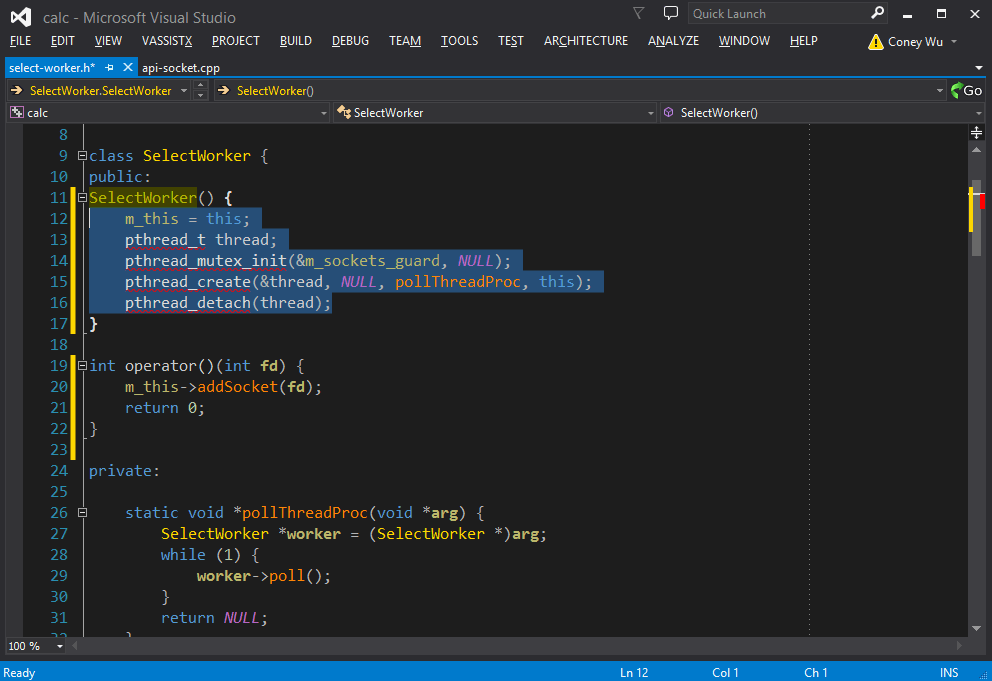 calc - Microsoft Visual Studio
Quick Launch
FILE EDIT VIEW VASSISTX PROJECT BUILD DEBUG TEAM TOOLS TEST ARCHITECTURE ANALYZE WINDOW HELP Coney Wu
select-worker.h* api-socket.cpp
SelectWorker.SelectWorker SelectWorker() Go
calc SelectWorker SelectWorker()
8
9 class SelectWorker {
10 public:
11 SelectWorker() {
12 m_this = this;
13 pthread_t thread;
14 pthread_mutex_init(&m_sockets_guard, NULL);
15 pthread_create(&thread, NULL, pollThreadProc, this);
16 pthread_detach(thread);
17 }
18
19 int operator()(int fd) {
20 m_this->addSocket(fd);
21 return 0;
22 }
23
24 private:
25
26 static void *pollThreadProc(void *arg) {
27 SelectWorker *worker = (SelectWorker *)arg;
28 while (1) {
29 worker->poll();
30 }
31 return NULL;
32 }
100 %
Ready Ln 12 Col 1 Ch 1 INS